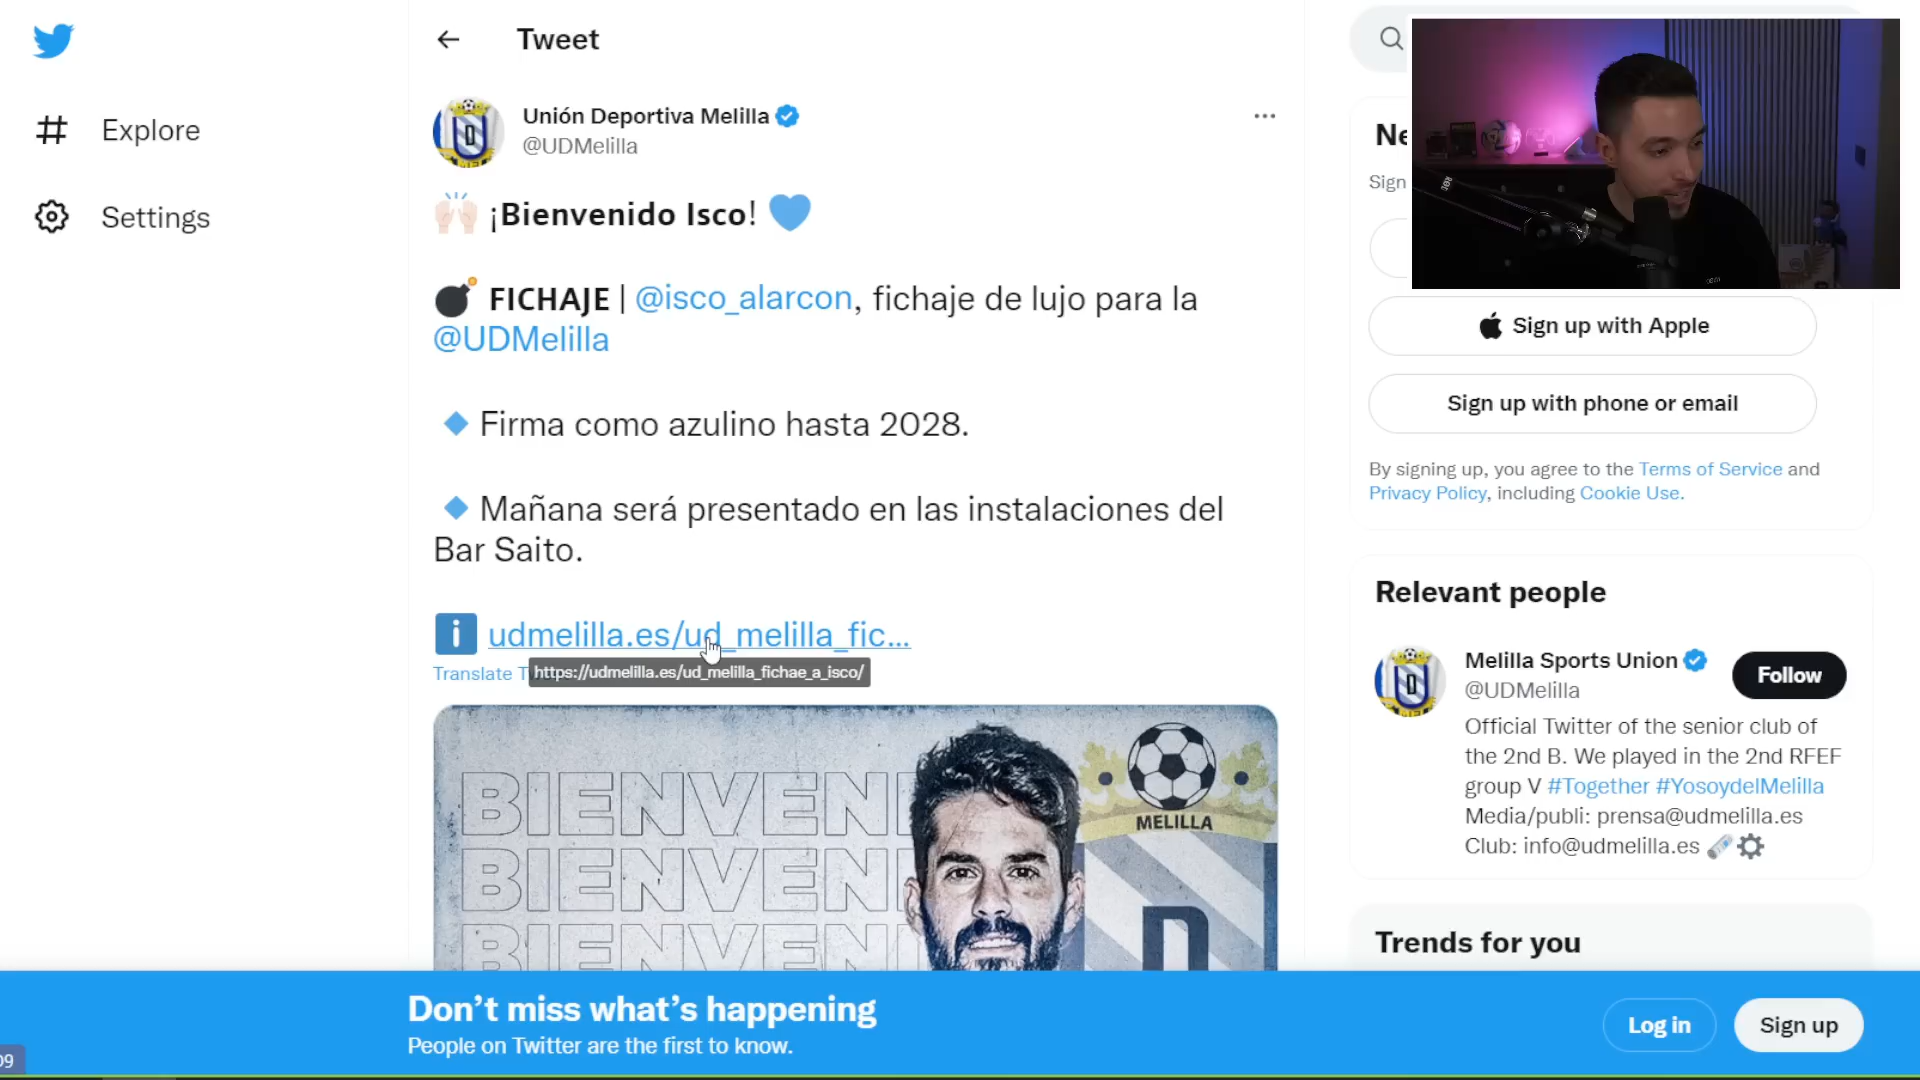 Tweet
Explore
Settings
Unión Deportiva Melilla
@UDMelilla
¡Bienvenido Isco!
FICHAJE | @isco_alarcon, fichaje de lujo para la
@UDMelilla
Firma como azulino hasta 2028.
Mañana será presentado en las instalaciones del
Bar Saito.
udmelilla.es/ud_melilla_fic...
Translate T
https://udmelilla.es/ud_melilla_fichae_a_isco/
BIENVENI
BIENVENI
BIENVENI
MELILLA
Ne
Sign
Sign up with Apple
Sign up with phone or email
By signing up, you agree to the Terms of Service and
Privacy Policy, including Cookie Use.
Relevant people
Melilla Sports Union
@UDMelilla
Follow
Official Twitter of the senior club of
the 2nd B. We played in the 2nd RFEF
group V #Together #YosoydelMelilla
Media/publi: prensa@udmelilla.es
Club: info@udmelilla.es
Trends for you
Don't miss what's happening
People on Twitter are the first to know.
Log in
Sign up
09